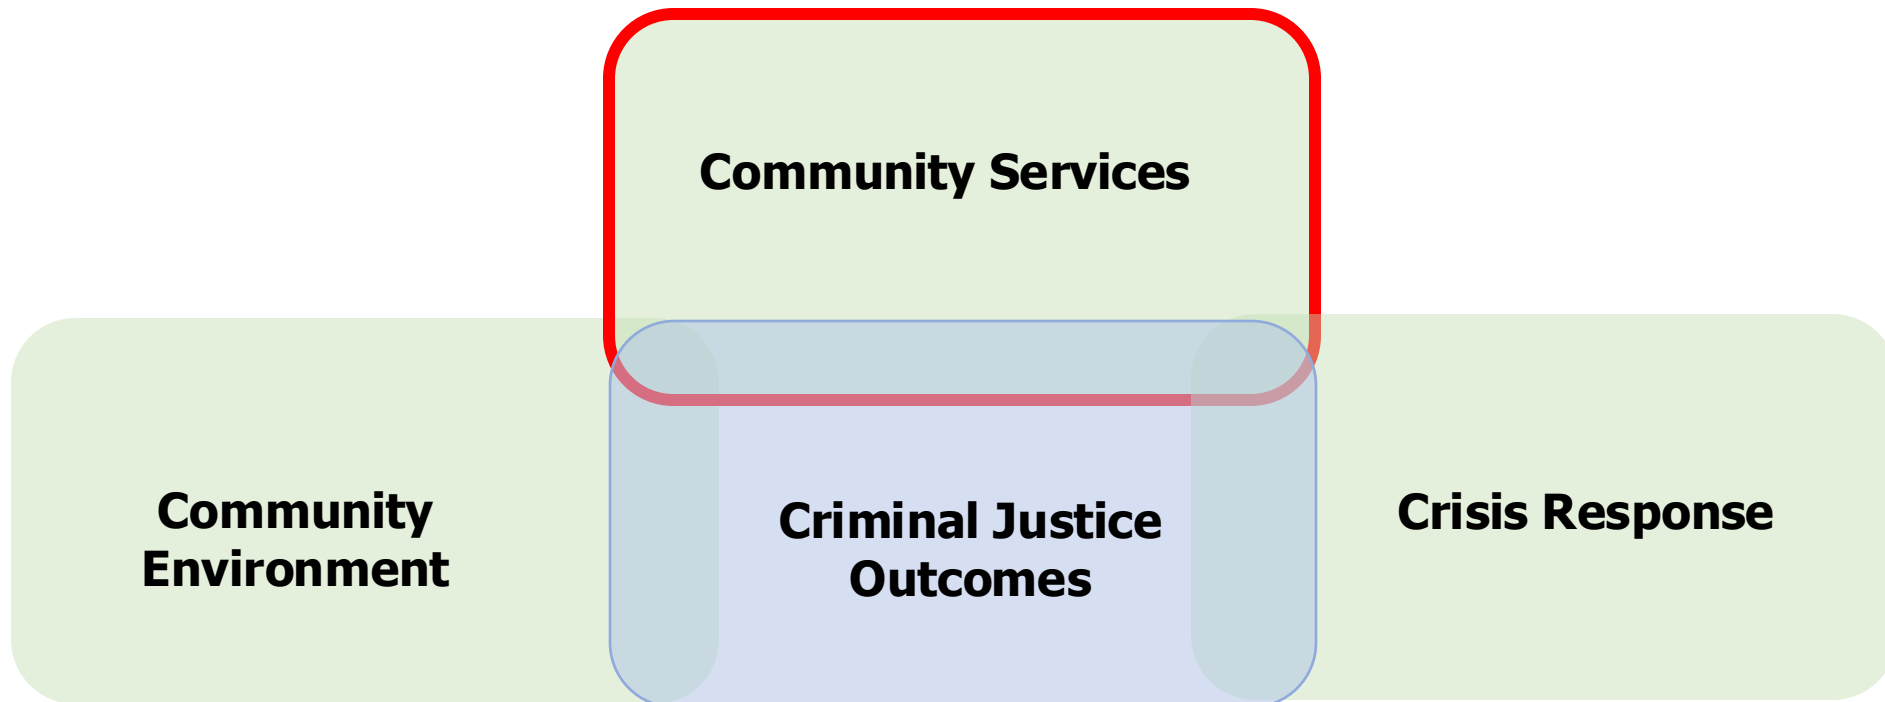 Community Services
Community
Environment
Criminal Justice
Outcomes
Crisis Response